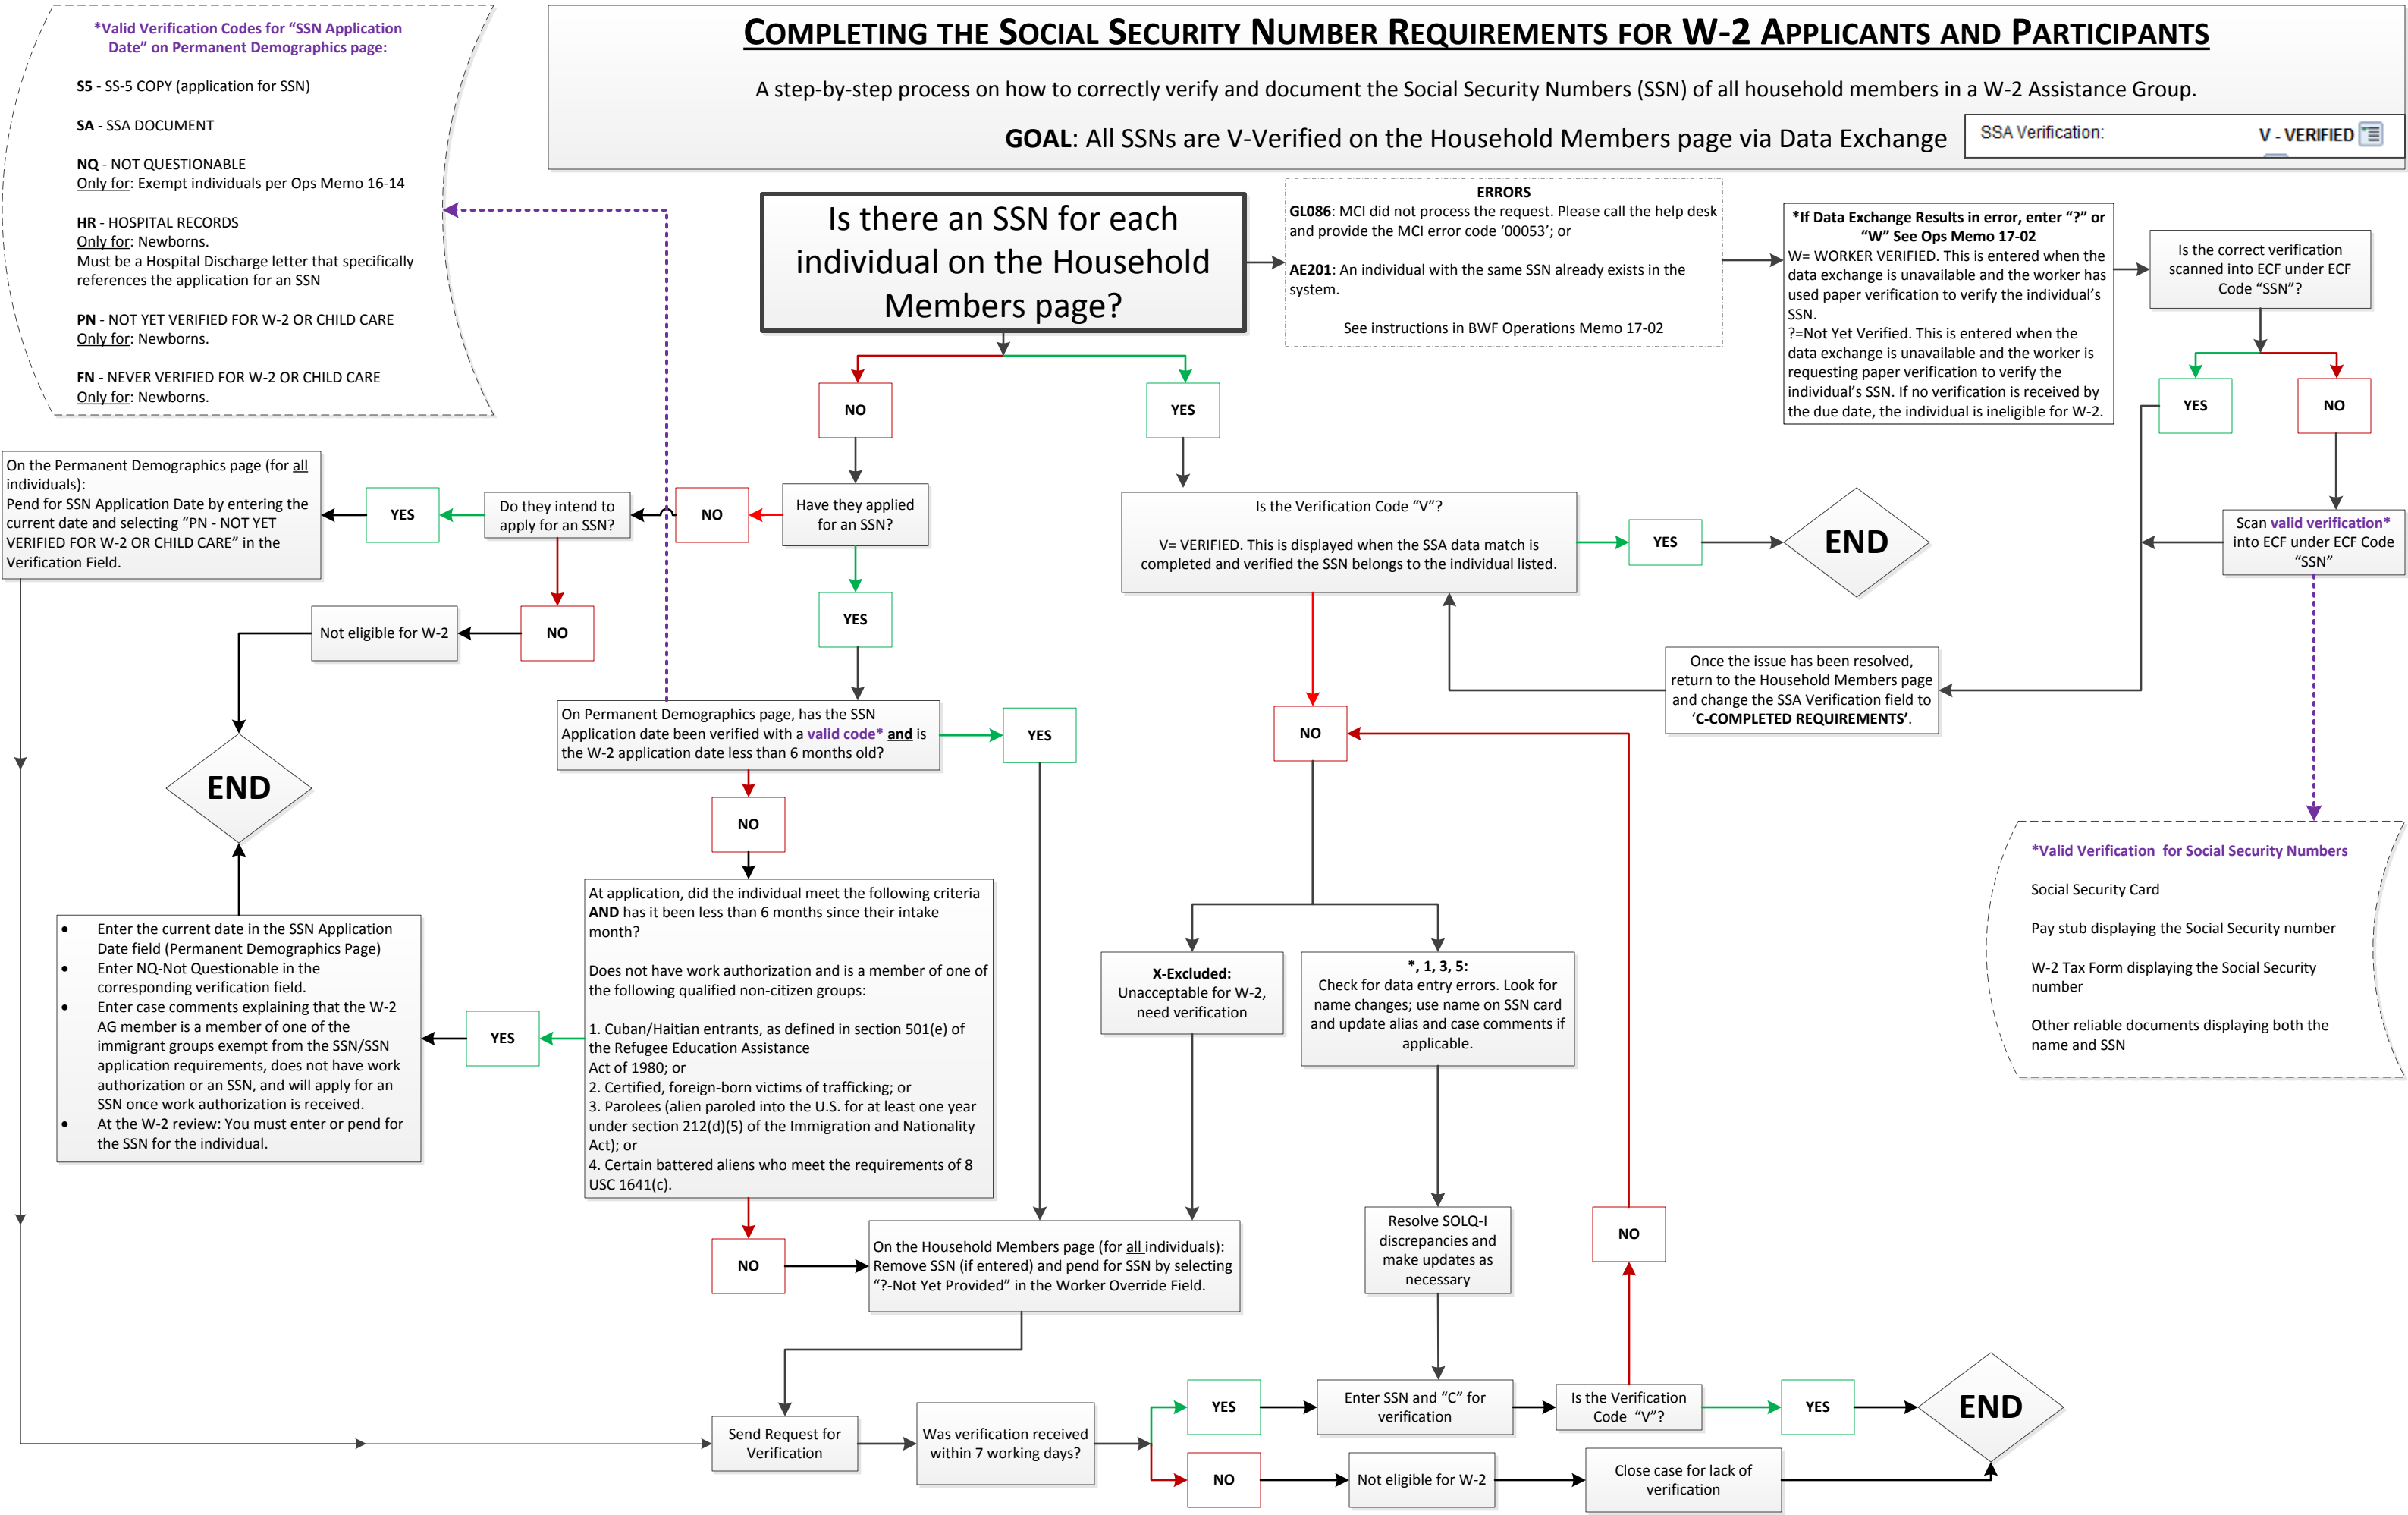 COMPLETING THE SOCIAL SECURITY NUMBER REQUIREMENTS FOR W-2 APPLICANTS AND PARTICIPANTS
A step-by-step process on how to correctly verify and document the Social Security Numbers (SSN) of all household members in a W-2 Assistance Group.
GOAL: All SSNs are V-Verified on the Household Members page via Data Exchange
SSA Verification: V - VERIFIED
*Valid Verification Codes for “SSN Application
Date” on Permanent Demographics page:
S5 - SS-5 COPY (application for SSN)
SA - SSA DOCUMENT
NQ - NOT QUESTIONABLE
Only for: Exempt individuals per Ops Memo 16-14
HR - HOSPITAL RECORDS
Only for: Newborns.
Must be a Hospital Discharge letter that specifically
references the application for an SSN
PN - NOT YET VERIFIED FOR W-2 OR CHILD CARE
Only for: Newborns.
FN - NEVER VERIFIED FOR W-2 OR CHILD CARE
Only for: Newborns.
Is there an SSN for each
individual on the Household
Members page?
ERRORS
GL086: MCI did not process the request. Please call the help desk
and provide the MCI error code ‘00053’; or
AE201: An individual with the same SSN already exists in the
system.
See instructions in BWF Operations Memo 17-02
*If Data Exchange Results in error, enter “?” or
“W” See Ops Memo 17-02
W= WORKER VERIFIED. This is entered when the
data exchange is unavailable and the worker has
used paper verification to verify the individual’s
SSN.
?=Not Yet Verified. This is entered when the
data exchange is unavailable and the worker is
requesting paper verification to verify the
individual’s SSN. If no verification is received by
the due date, the individual is ineligible for W-2.
Is the correct verification
scanned into ECF under ECF
Code “SSN”?
YES
NO
Scan valid verification*
into ECF under ECF Code
“SSN”
Once the issue has been resolved,
return to the Household Members page
and change the SSA Verification field to
‘C-COMPLETED REQUIREMENTS’.
*Valid Verification for Social Security Numbers
Social Security Card
Pay stub displaying the Social Security number
W-2 Tax Form displaying the Social Security
number
Other reliable documents displaying both the
name and SSN
NO
YES
Have they applied
for an SSN?
NO
Do they intend to
apply for an SSN?
YES
On the Permanent Demographics page (for all
individuals):
Pend for SSN Application Date by entering the
current date and selecting “PN - NOT YET
VERIFIED FOR W-2 OR CHILD CARE” in the
Verification Field.
NO
Not eligible for W-2
END
YES
On Permanent Demographics page, has the SSN
Application date been verified with a valid code* and is
the W-2 application date less than 6 months old?
YES
NO
At application, did the individual meet the following criteria
AND has it been less than 6 months since their intake
month?
Does not have work authorization and is a member of one of
the following qualified non-citizen groups:
1. Cuban/Haitian entrants, as defined in section 501(e) of
the Refugee Education Assistance
Act of 1980; or
2. Certified, foreign-born victims of trafficking; or
3. Parolees (alien paroled into the U.S. for at least one year
under section 212(d)(5) of the Immigration and Nationality
Act); or
4. Certain battered aliens who meet the requirements of 8
USC 1641(c).
YES
• Enter the current date in the SSN Application
Date field (Permanent Demographics Page)
• Enter NQ-Not Questionable in the
corresponding verification field.
• Enter case comments explaining that the W-2
AG member is a member of one of the
immigrant groups exempt from the SSN/SSN
application requirements, does not have work
authorization or an SSN, and will apply for an
SSN once work authorization is received.
• At the W-2 review: You must enter or pend for
the SSN for the individual.
NO
On the Household Members page (for all individuals):
Remove SSN (if entered) and pend for SSN by selecting
“?-Not Yet Provided” in the Worker Override Field.
Is the Verification Code “V”?
V= VERIFIED. This is displayed when the SSA data match is
completed and verified the SSN belongs to the individual listed.
YES
END
NO
X-Excluded:
Unacceptable for W-2,
need verification
*, 1, 3, 5:
Check for data entry errors. Look for
name changes; use name on SSN card
and update alias and case comments if
applicable.
Resolve SOLQ-I
discrepancies and
make updates as
necessary
NO
Send Request for
Verification
Was verification received
within 7 working days?
YES
Enter SSN and “C” for
verification
Is the Verification
Code “V”?
YES
END
NO
Not eligible for W-2
Close case for lack of
verification